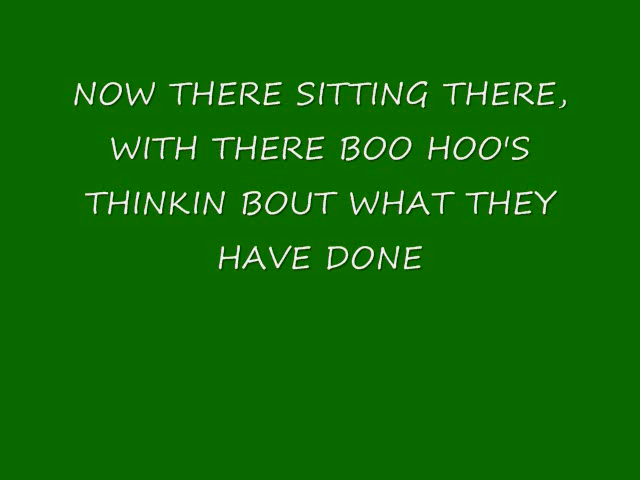 NOW THERE SITTING THERE,
WITH THERE BOO HOO'S
THINKIN BOUT WHAT THEY
HAVE DONE